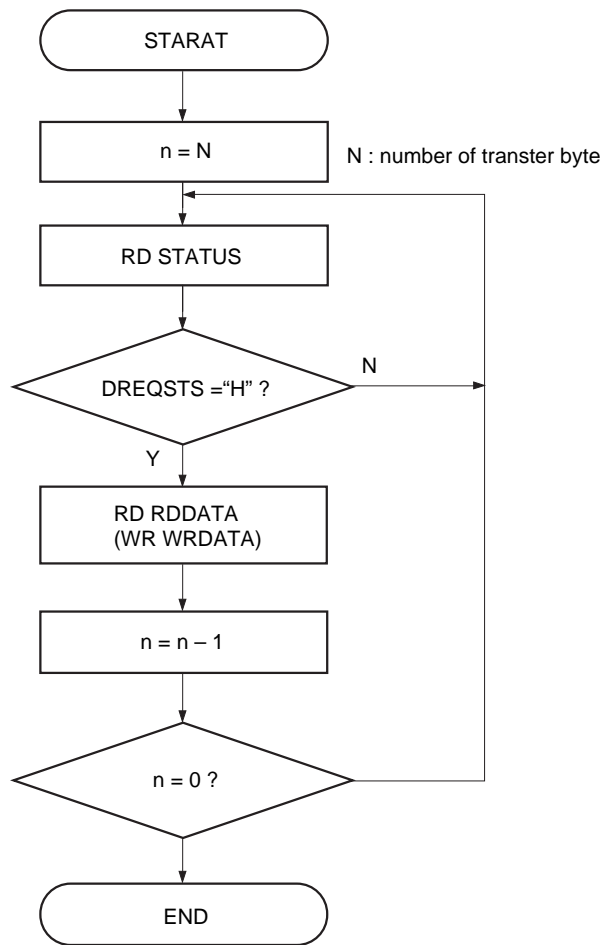 STARAT
n = N
N : number of transter byte
RD STATUS
DREQSTS =“H” ?
N
Y
RD RDDATA
(WR WRDATA)
n = n – 1
n = 0 ?
END